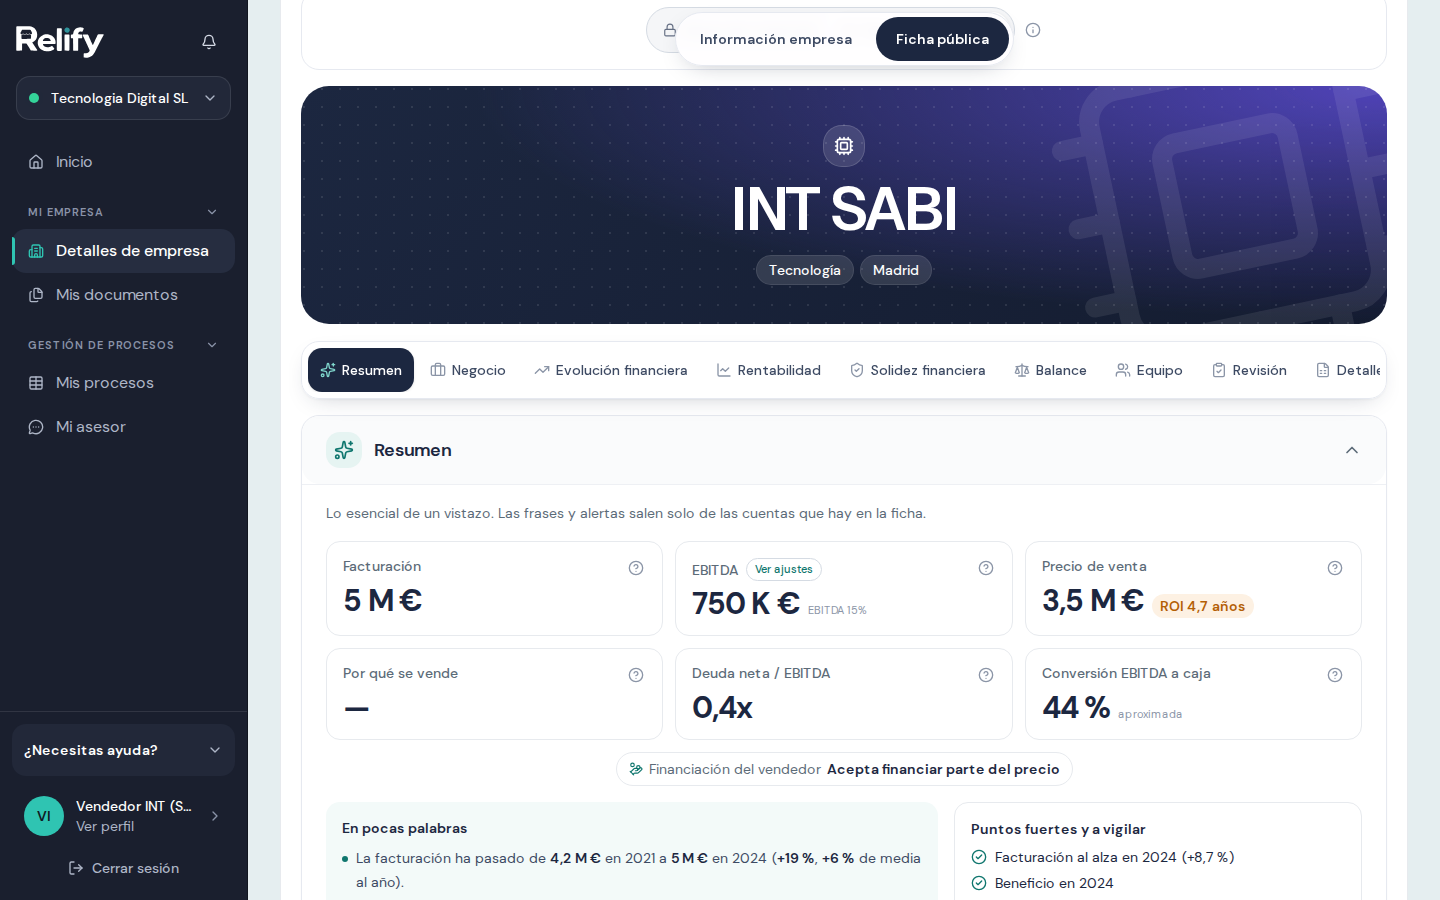 Relify
Tecnologia Digital SL
Inicio
MI EMPRESA
Detalles de empresa
Mis documentos
GESTIÓN DE PROCESOS
Mis procesos
Mi asesor
¿Necesitas ayuda?
VI
Vendedor INT (S...
Ver perfil
Cerrar sesión
Información empresa
Ficha pública
INT SABI
Tecnología
Madrid
Resumen
Negocio
Evolución financiera
Rentabilidad
Solidez financiera
Balance
Equipo
Revisión
Detalle
Resumen
Lo esencial de un vistazo. Las frases y alertas salen solo de las cuentas que hay en la ficha.
Facturación
5 M €
EBITDA Ver ajustes
750 K € EBITDA 15%
Precio de venta
3,5 M € ROI 4,7 años
Por qué se vende
—
Deuda neta / EBITDA
0,4x
Conversión EBITDA a caja
44 % aproximada
Financiación del vendedor Acepta financiar parte del precio
En pocas palabras
La facturación ha pasado de 4,2 M € en 2021 a 5 M € en 2024 (+19 %, +6 % de media
al año).
Puntos fuertes y a vigilar
Facturación al alza en 2024 (+8,7 %)
Beneficio en 2024